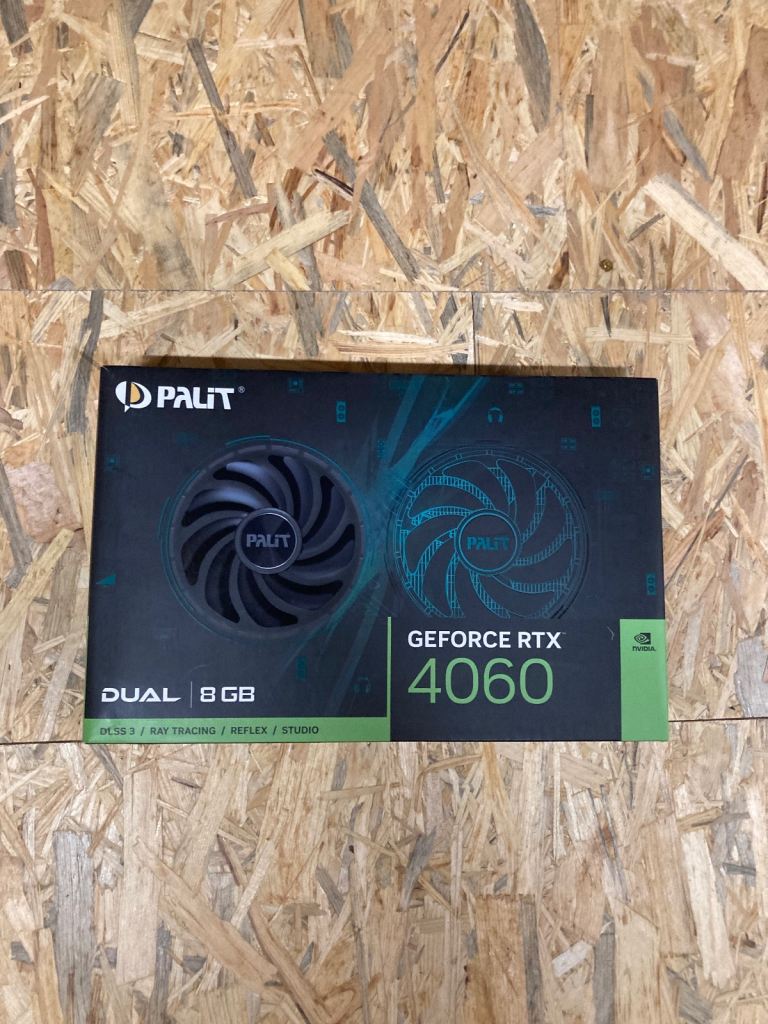 PALiT®
PALiT
PALiT
GEFORCE RTX™
4060
NVIDIA.
DUAL | 8 GB
DLSS 3 / RAY TRACING / REFLEX / STUDIO